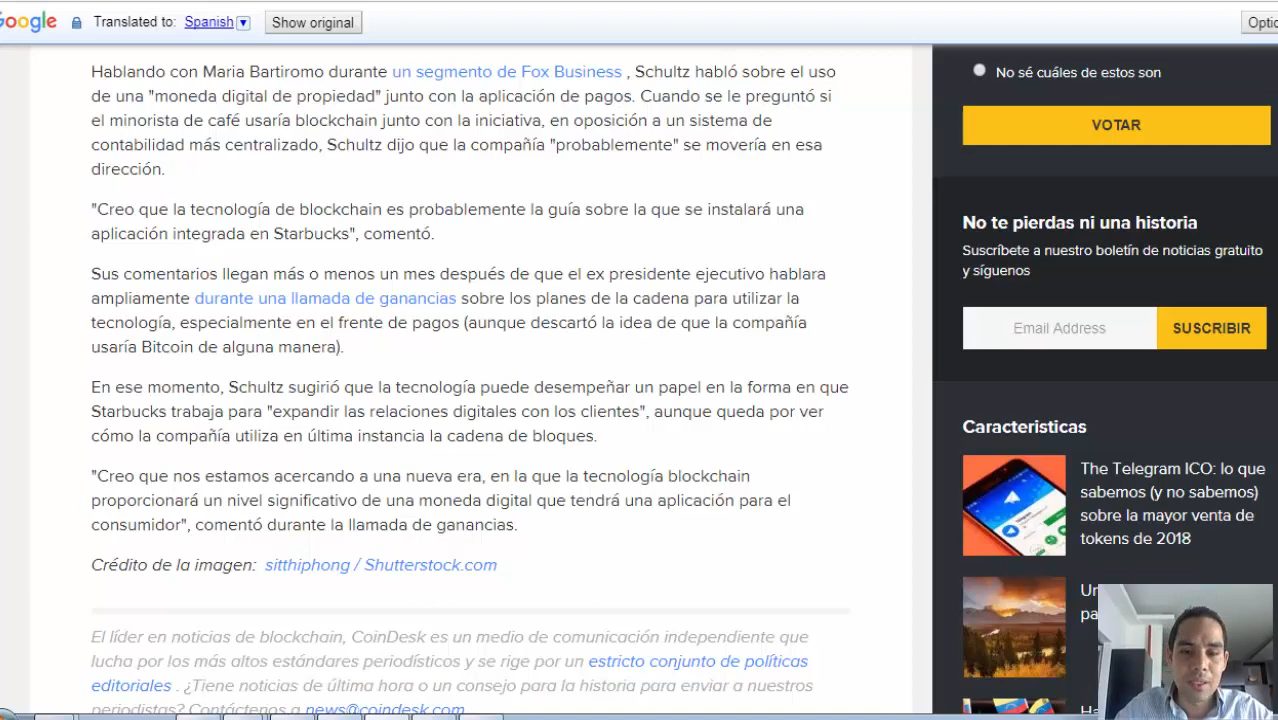 Google Translated to: Spanish Show original
Hablando con Maria Bartiromo durante un segmento de Fox Business , Schultz habló sobre el uso
de una "moneda digital de propiedad" junto con la aplicación de pagos. Cuando se le preguntó si
el minorista de café usaría blockchain junto con la iniciativa, en oposición a un sistema de
contabilidad más centralizado, Schultz dijo que la compañía "probablemente" se movería en esa
dirección.
"Creo que la tecnología de blockchain es probablemente la guía sobre la que se instalará una
aplicación integrada en Starbucks", comentó.
Sus comentarios llegan más o menos un mes después de que el ex presidente ejecutivo hablara
ampliamente durante una llamada de ganancias sobre los planes de la cadena para utilizar la
tecnología, especialmente en el frente de pagos (aunque descartó la idea de que la compañía
usaría Bitcoin de alguna manera).
En ese momento, Schultz sugirió que la tecnología puede desempeñar un papel en la forma en que
Starbucks trabaja para "expandir las relaciones digitales con los clientes", aunque queda por ver
cómo la compañía utiliza en última instancia la cadena de bloques.
"Creo que nos estamos acercando a una nueva era, en la que la tecnología blockchain
proporcionará un nivel significativo de una moneda digital que tendrá una aplicación para el
consumidor", comentó durante la llamada de ganancias.
Crédito de la imagen: sitthiphong / Shutterstock.com
El líder en noticias de blockchain, CoinDesk es un medio de comunicación independiente que
lucha por los más altos estándares periodísticos y se rige por un estricto conjunto de políticas
editoriales . ¿Tiene noticias de última hora o un consejo para la historia para enviar a nuestros
periodistas? Contáctenos a news@coindesk.com
No sé cuáles de estos son
VOTAR
No te pierdas ni una historia
Suscríbete a nuestro boletín de noticias gratuito
y síguenos
Email Address
SUSCRIBIR
Caracteristicas
The Telegram ICO: lo que
sabemos (y no sabemos)
sobre la mayor venta de
tokens de 2018